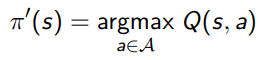 π′(s) = argmax Q(s, a)
a∈𝒜